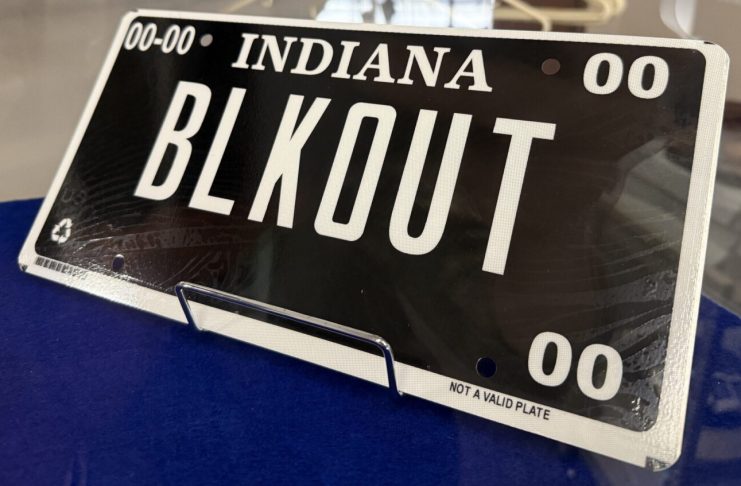 00-00
INDIANA
00
BLKOUT
00
NOT A VALID PLATE